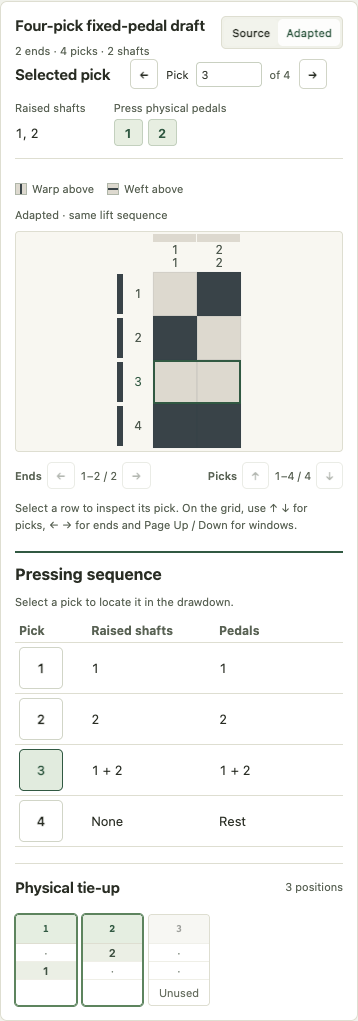 Four-pick fixed-pedal draft
Source Adapted
2 ends · 4 picks · 2 shafts
Selected pick ← Pick 3 of 4 →
Raised shafts Press physical pedals
1, 2 1 2
Warp above Weft above
Adapted · same lift sequence
1 2
1 2
1
2
3
4
Ends ← 1–2 / 2 → Picks ↑ 1–4 / 4 ↓
Select a row to inspect its pick. On the grid, use ↑ ↓ for
picks, ← → for ends and Page Up / Down for windows.
Pressing sequence
Select a pick to locate it in the drawdown.
Pick Raised shafts Pedals
1 1 1
2 2 2
3 1 + 2 1 + 2
4 None Rest
Physical tie-up 3 positions
1 2 3
· 2 ·
1 · ·
Unused